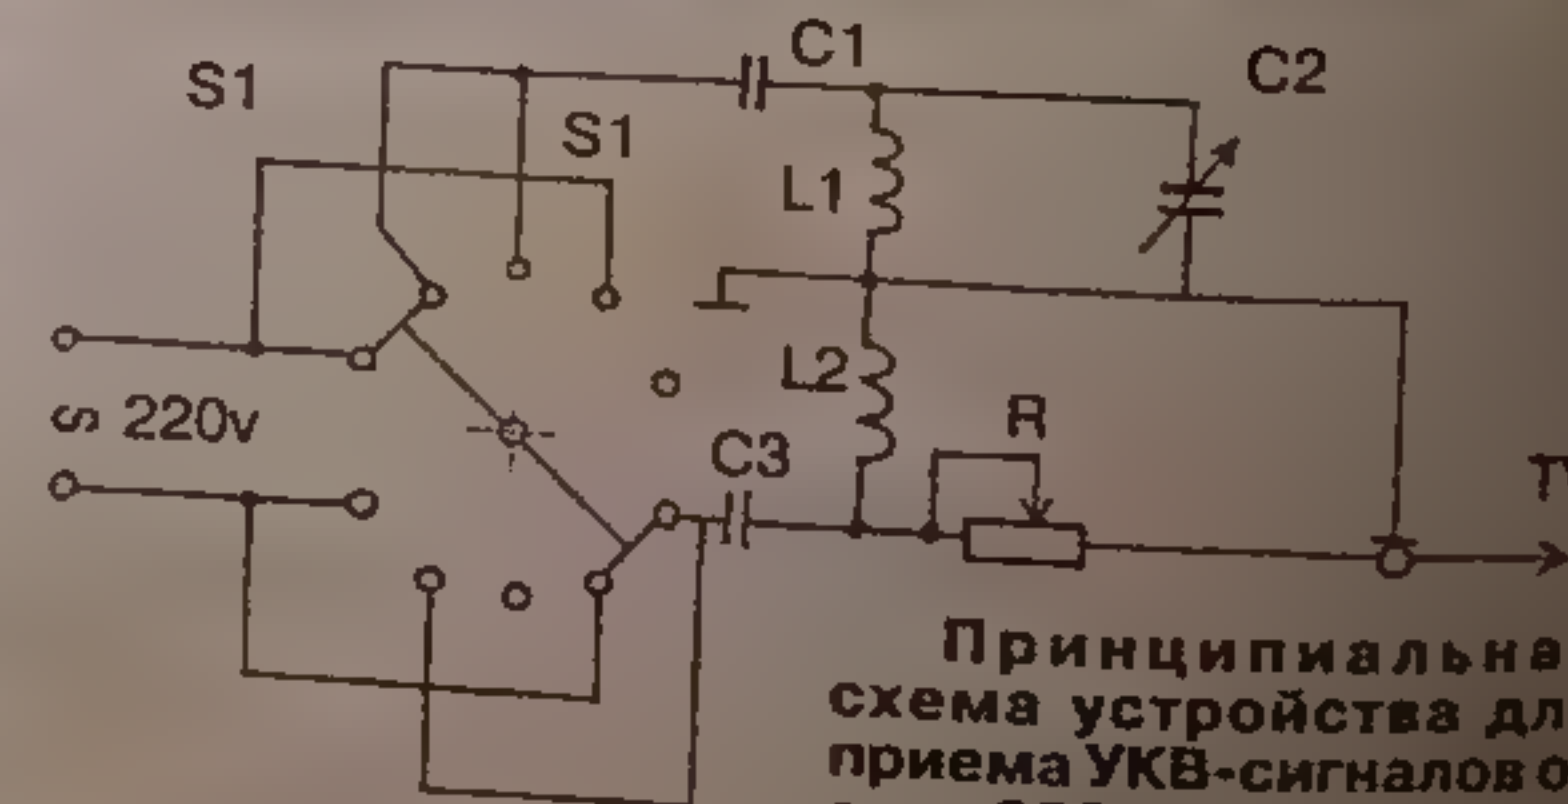 C1
C2
S1
S1
L1
L2
220v
R
C3
Принципиальна
схема устройства дл
приема УКВ-сигналов о